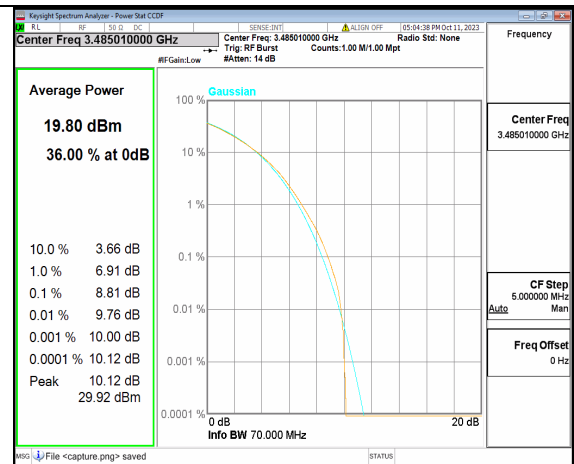 Keysight Spectrum Analyzer - Power Stat CCDF
RL RF 50 Ω DC SENSE:INT ALIGN OFF 05:04:38 PM Oct 11, 2023
Center Freq 3.485010000 GHz
Center Freq: 3.485010000 GHz Radio Std: None
Trig: RF Burst Counts:1.00 M/1.00 Mpt
#IFGain:Low #Atten: 14 dB
Frequency
Average Power
19.80 dBm
36.00 % at 0dB
10.0 % 3.66 dB
1.0 % 6.91 dB
0.1 % 8.81 dB
0.01 % 9.76 dB
0.001 % 10.00 dB
0.0001 % 10.12 dB
Peak 10.12 dB
29.92 dBm
Gaussian
100 %
10 %
1 %
0.1 %
0.01 %
0.001 %
0.0001 %
0 dB 20 dB
Info BW 70.000 MHz
Center Freq
3.485010000 GHz
CF Step
5.000000 MHz
Auto Man
Freq Offset
0 Hz
MSG File <capture.png> saved STATUS